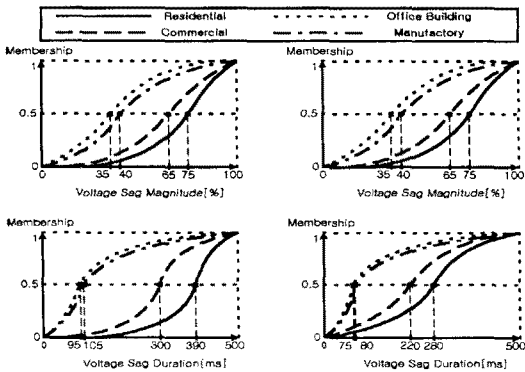 Residential Office Building
Commercial Manufactory
Membership Membership
1 1
0.5 0.5
0 0
0 35 40 65 75 100 0 35 40 65 75 100
Voltage Sag Magnitude[%] Voltage Sag Magnitude[%]
Membership Membership
1 1
0.5 0.5
0 0
0 95 105 300 390 500 0 75 80 220 280 500
Voltage Sag Duration[ms] Voltage Sag Duration[ms]